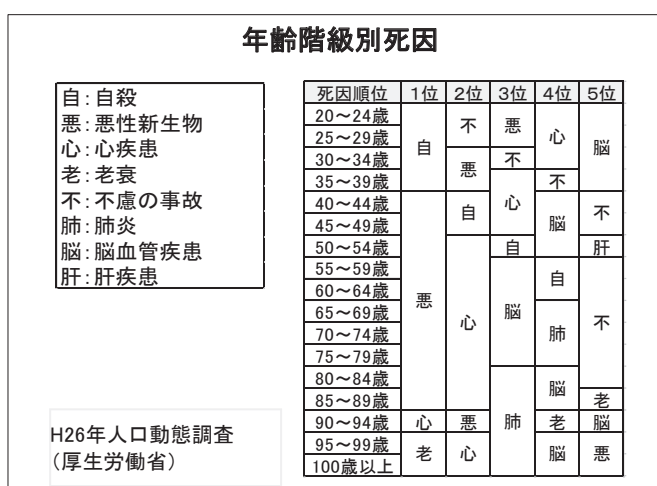 年齢階級別死因
自：自殺
悪：悪性新生物
心：心疾患
老：老衰
不：不慮の事故
肺：肺炎
脳：脳血管疾患
肝：肝疾患
死因順位 1位 2位 3位 4位 5位
20～24歳 自 不 悪 心 脳
25～29歳
30～34歳 悪 不
35～39歳 心 不
40～44歳 悪 自 脳 不
45～49歳
50～54歳 心 自 肝
55～59歳 脳 自 不
60～64歳
65～69歳 肺
70～74歳
75～79歳
80～84歳 肺 脳
85～89歳 老
90～94歳 心 悪 老 脳
95～99歳 老 心 脳 悪
100歳以上
H26年人口動態調査
（厚生労働省）